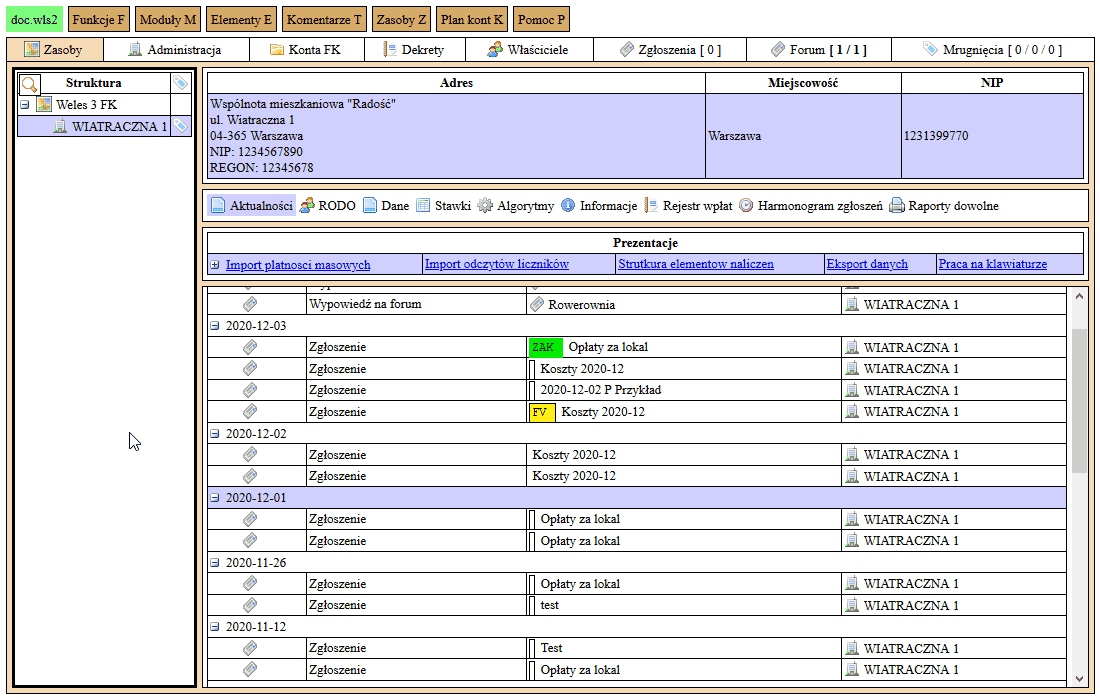 doc.wls2 Funkcje F Moduły M Elementy E Komentarze T Zasoby Z Plan kont K Pomoc P
Zasoby Administracja Konta FK Dekrety Właściciele Zgłoszenia [ 0 ] Forum [ 1 / 1 ] Mrugnięcia [ 0 / 0 / 0 ]
Struktura
Weles 3 FK
WIATRACZNA 1
Adres Miejscowość NIP
Wspólnota mieszkaniowa "Radość"
ul. Wiatraczna 1
04-365 Warszawa
NIP: 1234567890
REGON: 12345678
Warszawa
1231399770
Aktualności RODO Dane Stawki Algorytmy Informacje Rejestr wpłat Harmonogram zgłoszeń Raporty dowolne
Prezentacje
Import platnosci masowych Import odczytów liczników Strutkura elementow naliczen Eksport danych Praca na klawiaturze
Wypowiedź na forum Rowerownia WIATRACZNA 1
2020-12-03
Zgłoszenie ZAK Opłaty za lokal WIATRACZNA 1
Zgłoszenie Koszty 2020-12 WIATRACZNA 1
Zgłoszenie 2020-12-02 P Przykład WIATRACZNA 1
Zgłoszenie FV Koszty 2020-12 WIATRACZNA 1
2020-12-02
Zgłoszenie Koszty 2020-12 WIATRACZNA 1
Zgłoszenie Koszty 2020-12 WIATRACZNA 1
2020-12-01
Zgłoszenie Opłaty za lokal WIATRACZNA 1
Zgłoszenie Opłaty za lokal WIATRACZNA 1
2020-11-26
Zgłoszenie Opłaty za lokal WIATRACZNA 1
Zgłoszenie test WIATRACZNA 1
2020-11-12
Zgłoszenie Test WIATRACZNA 1
Zgłoszenie Opłaty za lokal WIATRACZNA 1